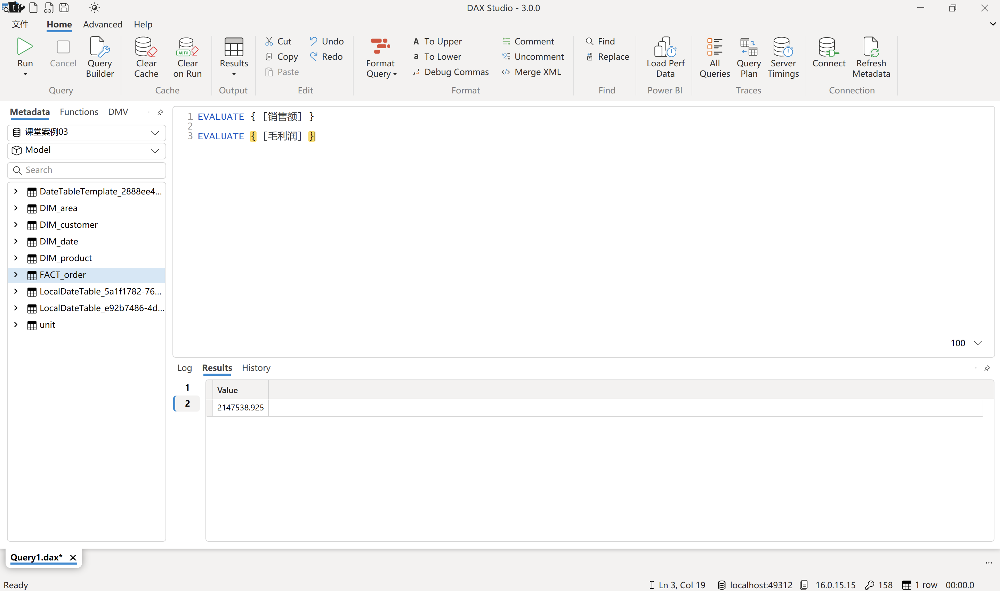 DAX Studio - 3.0.0
文件 Home Advanced Help
Run
Cancel
Query Builder
Query
Clear Cache
AUTO
Clear on Run
Cache
Results
Output
Cut
Copy
Paste
Undo
Redo
Edit
Format Query
To Upper
To Lower
Debug Commas
Comment
Uncomment
Merge XML
Format
Find
Replace
Find
Load Perf Data
Power BI
All Queries
Query Plan
Server Timings
Traces
Connect
Refresh Metadata
Connection
Metadata Functions DMV
课堂案例03
Model
Search
DateTableTemplate_2888ee4...
DIM_area
DIM_customer
DIM_date
DIM_product
FACT_order
LocalDateTable_5a1f1782-76...
LocalDateTable_e92b7486-4d...
unit
1 EVALUATE { [销售额] }
2
3 EVALUATE { [毛利润] }
100
Log Results History
1
2
Value
2147538.925
Query1.dax*
Ready
Ln 3, Col 19 localhost:49312 16.0.15.15 158 1 row 00:00.0